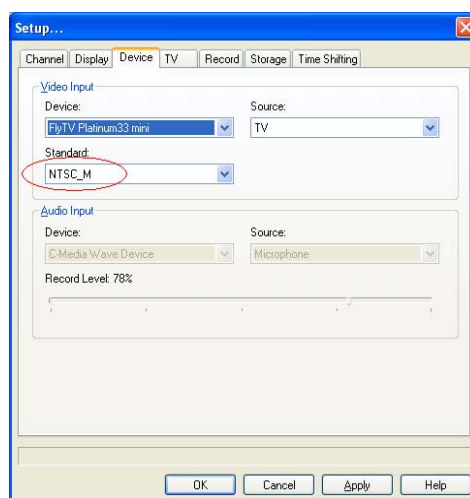 Setup...
Channel Display Device TV Record Storage Time Shifting
Video Input
Device: Source:
FlyTV Platinum33 mini TV
Standard:
NTSC_M
Audio Input
Device: Source:
C-Media Wave Device Microphone
Record Level: 78%
OK Cancel Apply Help